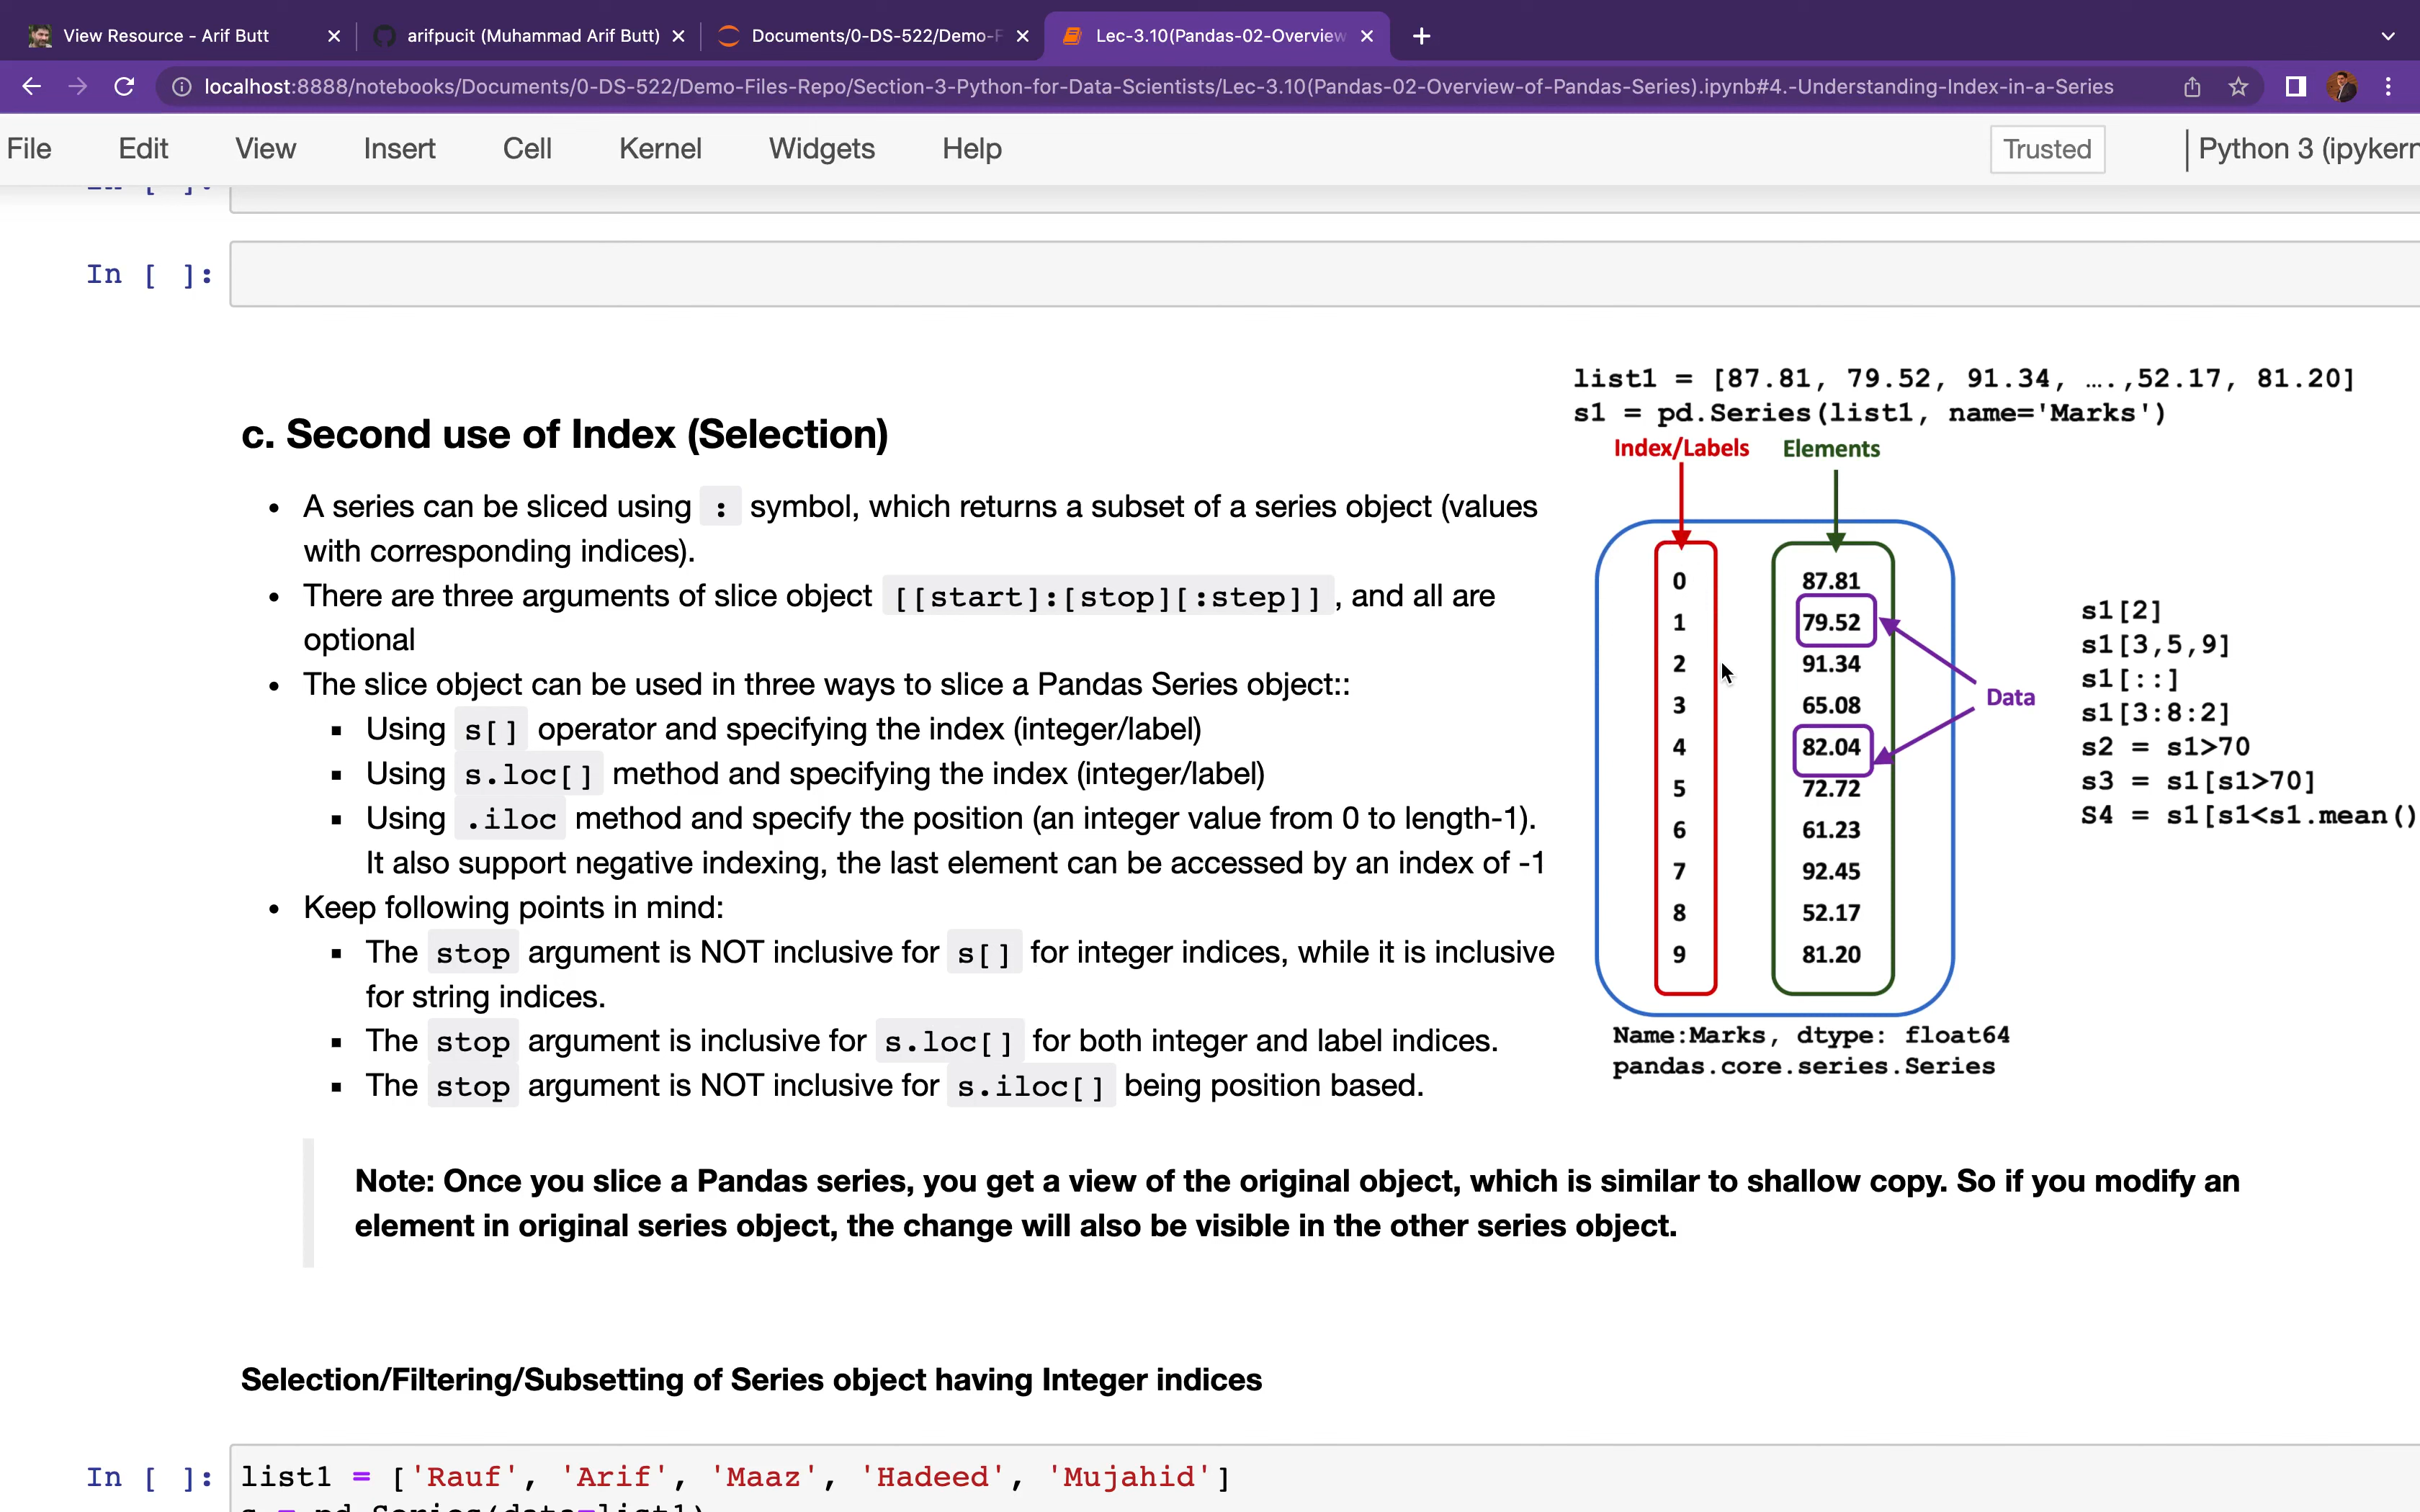 View Resource - Arif Butt
arifpucit (Muhammad Arif Butt)
Documents/0-DS-522/Demo-F
Lec-3.10(Pandas-02-Overview
localhost:8888/notebooks/Documents/0-DS-522/Demo-Files-Repo/Section-3-Python-for-Data-Scientists/Lec-3.10(Pandas-02-Overview-of-Pandas-Series).ipynb#4.-Understanding-Index-in-a-Series
File Edit View Insert Cell Kernel Widgets Help Trusted Python 3 (ipykern
In [ ]:
In [ ]:
c. Second use of Index (Selection)
• A series can be sliced using : symbol, which returns a subset of a series object (values
with corresponding indices).
• There are three arguments of slice object [[start]:[stop][:step]] , and all are
optional
• The slice object can be used in three ways to slice a Pandas Series object::
▪ Using s[] operator and specifying the index (integer/label)
▪ Using s.loc[] method and specifying the index (integer/label)
▪ Using .iloc method and specify the position (an integer value from 0 to length-1).
It also support negative indexing, the last element can be accessed by an index of -1
• Keep following points in mind:
▪ The stop argument is NOT inclusive for s[] for integer indices, while it is inclusive
for string indices.
▪ The stop argument is inclusive for s.loc[] for both integer and label indices.
▪ The stop argument is NOT inclusive for s.iloc[] being position based.
list1 = [87.81, 79.52, 91.34, ….,52.17, 81.20]
s1 = pd.Series(list1, name='Marks')
Index/Labels Elements
0 87.81
1 79.52
2 91.34
3 65.08
4 82.04
5 72.72
6 61.23
7 92.45
8 52.17
9 81.20
Data
s1[2]
s1[3,5,9]
s1[::]
s1[3:8:2]
s2 = s1>70
s3 = s1[s1>70]
S4 = s1[s1<s1.mean()
Name:Marks, dtype: float64
pandas.core.series.Series
Note: Once you slice a Pandas series, you get a view of the original object, which is similar to shallow copy. So if you modify an
element in original series object, the change will also be visible in the other series object.
Selection/Filtering/Subsetting of Series object having Integer indices
In [ ]: list1 = ['Rauf', 'Arif', 'Maaz', 'Hadeed', 'Mujahid']
s = pd.Series(data=list1)